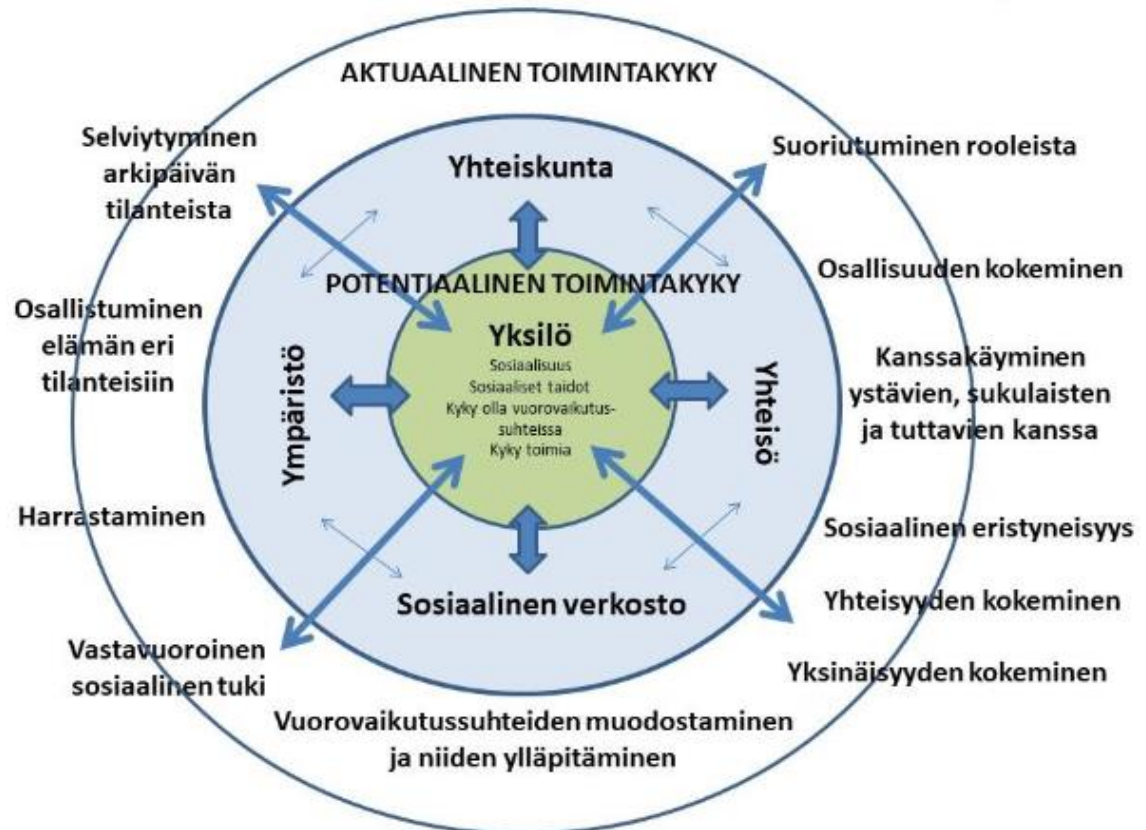 AKTUAALINEN TOIMINTAKYKY
Selviytyminen
arkipäivän
tilanteista
Suoriutuminen rooleista
Yhteiskunta
Osallisuuden kokeminen
POTENTIAALINEN TOIMINTAKYKY
Osallistuminen
elämän eri
tilanteisiin
Yksilö
Sosiaalisuus
Sosiaaliset taidot
Kyky olla vuorovaikutus-
suhteissa
Kyky toimia
Ympäristö
Yhteisö
Kanssakäyminen
ystävien, sukulaisten
ja tuttavien kanssa
Harrastaminen
Sosiaalinen eristyneisyys
Sosiaalinen verkosto
Yhteisyyden kokeminen
Vastavuoroinen
sosiaalinen tuki
Yksinäisyyden kokeminen
Vuorovaikutussuhteiden muodostaminen
ja niiden ylläpitäminen